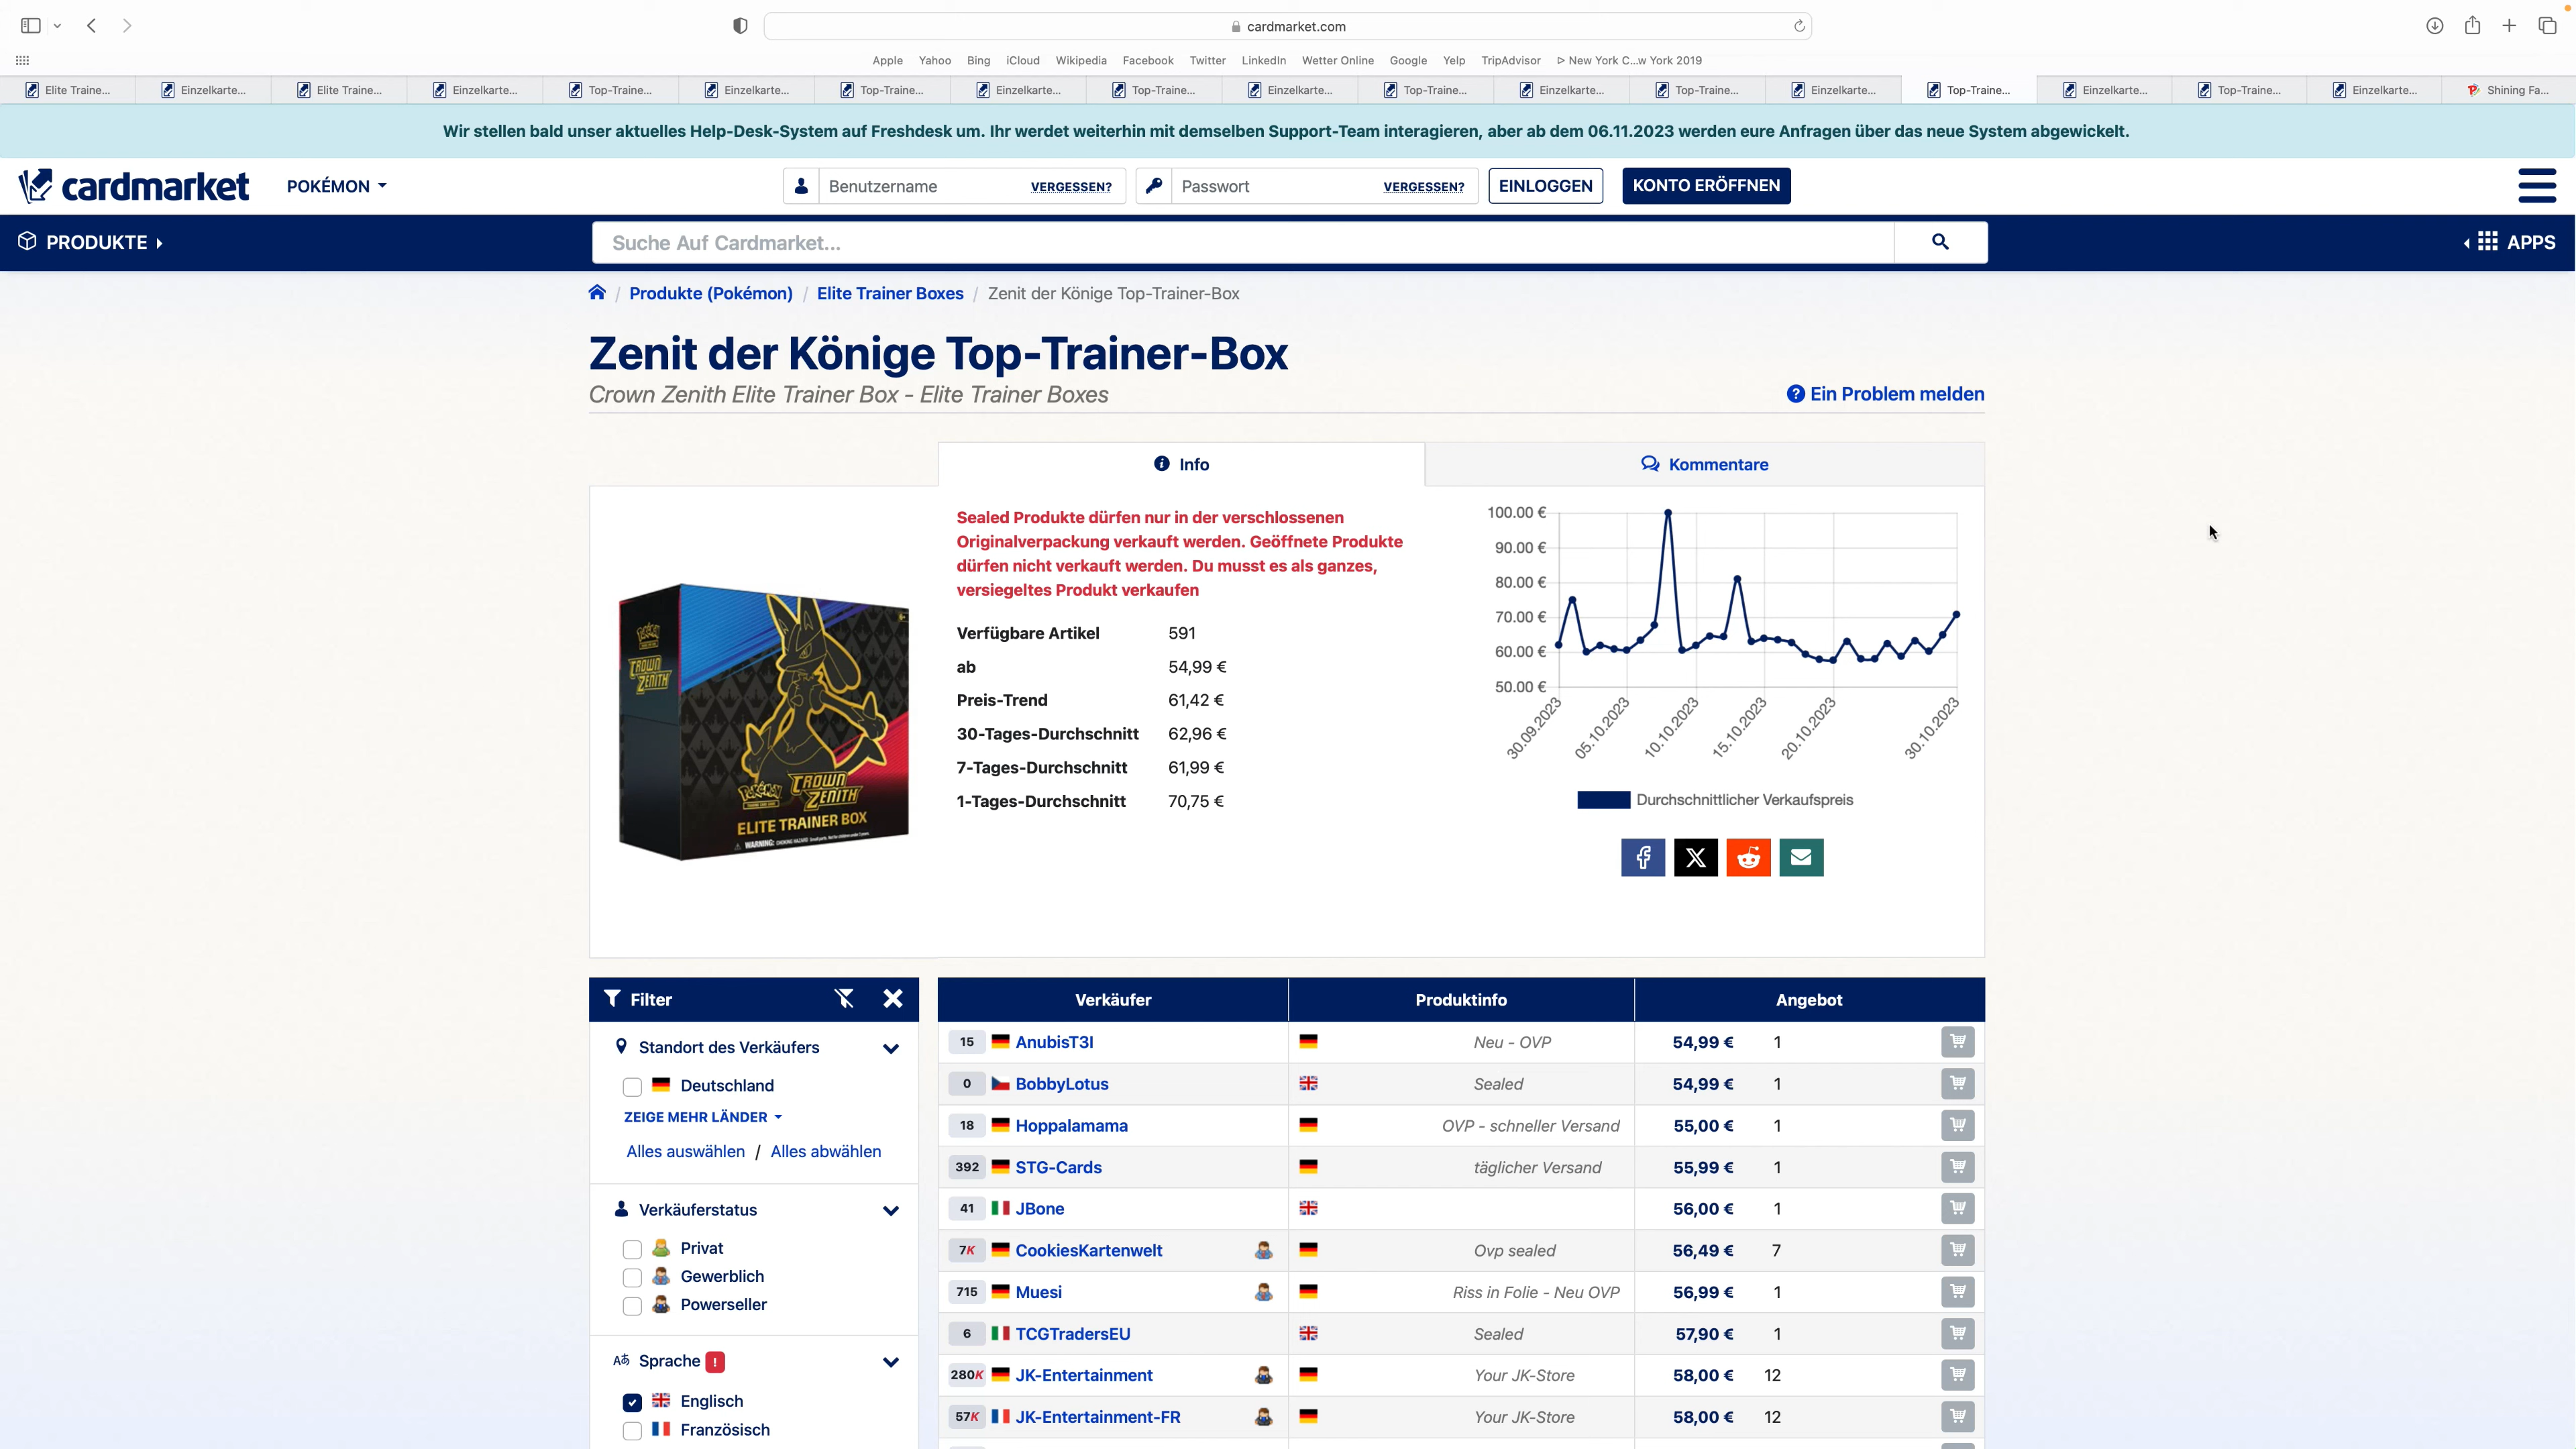 cardmarket.com
Apple Yahoo Bing iCloud Wikipedia Facebook Twitter LinkedIn Wetter Online Google Yelp TripAdvisor ᐅ New York C...w York 2019
Elite Traine... Einzelkarte... Elite Traine... Einzelkarte... Top-Traine... Einzelkarte... Top-Traine... Einzelkarte... Top-Traine... Einzelkarte... Top-Traine... Einzelkarte... Top-Traine... Einzelkarte... Top-Traine... Einzelkarte... Top-Traine... Einzelkarte... Shining Fa...
Wir stellen bald unser aktuelles Help-Desk-System auf Freshdesk um. Ihr werdet weiterhin mit demselben Support-Team interagieren, aber ab dem 06.11.2023 werden eure Anfragen über das neue System abgewickelt.
cardmarket POKÉMON Benutzername VERGESSEN? Passwort VERGESSEN? EINLOGGEN KONTO ERÖFFNEN
PRODUKTE Suche Auf Cardmarket... APPS
/ Produkte (Pokémon) / Elite Trainer Boxes / Zenit der Könige Top-Trainer-Box
Zenit der Könige Top-Trainer-Box
Crown Zenith Elite Trainer Box - Elite Trainer Boxes
Ein Problem melden
Info Kommentare
CROWN ZENITH
Pokémon CROWN ZENITH
ELITE TRAINER BOX
Sealed Produkte dürfen nur in der verschlossenen
Originalverpackung verkauft werden. Geöffnete Produkte
dürfen nicht verkauft werden. Du musst es als ganzes,
versiegeltes Produkt verkaufen
Verfügbare Artikel 591
ab 54,99 €
Preis-Trend 61,42 €
30-Tages-Durchschnitt 62,96 €
7-Tages-Durchschnitt 61,99 €
1-Tages-Durchschnitt 70,75 €
100.00 €
90.00 €
80.00 €
70.00 €
60.00 €
50.00 €
30.09.2023 05.10.2023 10.10.2023 15.10.2023 20.10.2023 30.10.2023
Durchschnittlicher Verkaufspreis
Filter
Standort des Verkäufers
Deutschland
ZEIGE MEHR LÄNDER
Alles auswählen / Alles abwählen
Verkäuferstatus
Privat
Gewerblich
Powerseller
Sprache !
Englisch
Französisch
Verkäufer Produktinfo Angebot
15 AnubisT3I Neu - OVP 54,99 € 1
0 BobbyLotus Sealed 54,99 € 1
18 Hoppalamama OVP - schneller Versand 55,00 € 1
392 STG-Cards täglicher Versand 55,99 € 1
41 JBone 56,00 € 1
7K CookiesKartenwelt Ovp sealed 56,49 € 7
715 Muesi Riss in Folie - Neu OVP 56,99 € 1
6 TCGTradersEU Sealed 57,90 € 1
280K JK-Entertainment Your JK-Store 58,00 € 12
57K JK-Entertainment-FR Your JK-Store 58,00 € 12